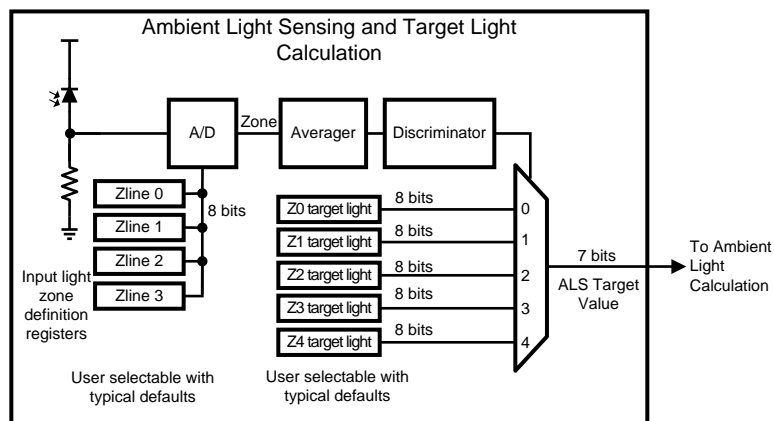 Ambient Light Sensing and Target Light
Calculation
A/D
Zone
Averager
Discriminator
Zline 0
Zline 1
Zline 2
Zline 3
8 bits
Input light
zone
definition
registers
User selectable with
typical defaults
Z0 target light
8 bits
0
Z1 target light
8 bits
1
Z2 target light
8 bits
2
Z3 target light
8 bits
3
Z4 target light
8 bits
4
User selectable with
typical defaults
7 bits
ALS Target
Value
To Ambient
Light
Calculation